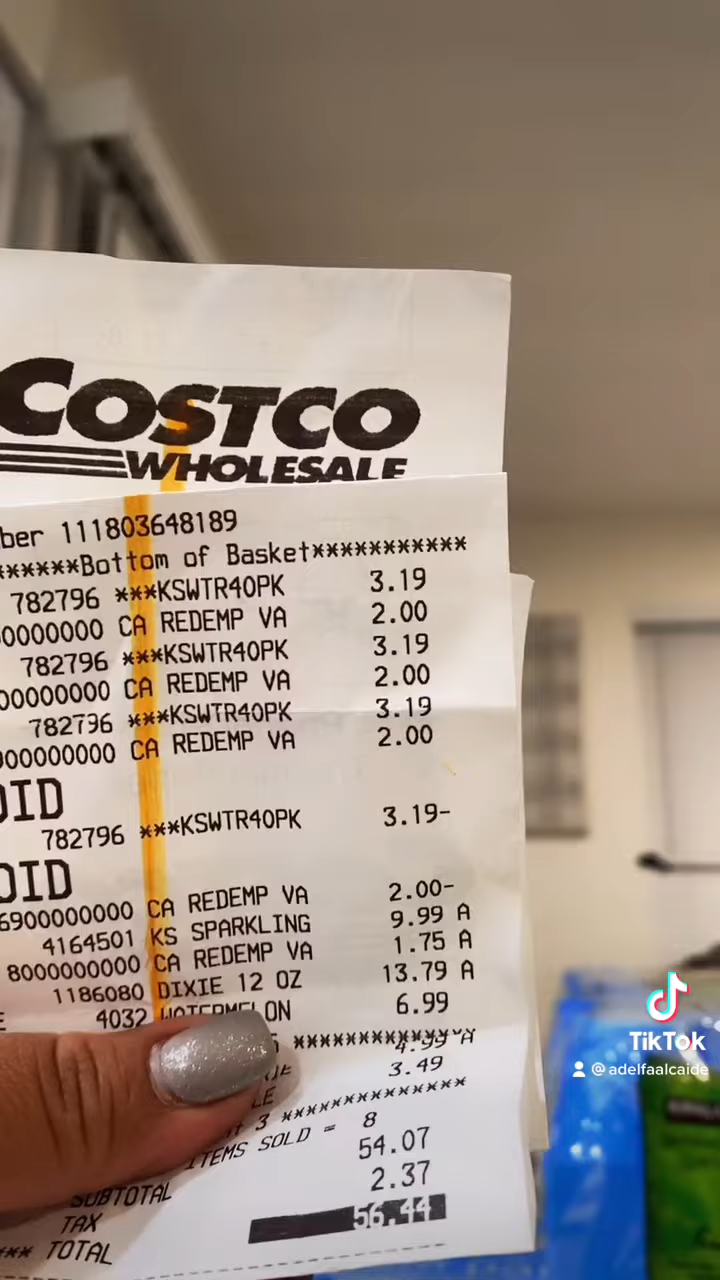 COSTCO
WHOLESALE
ber 111803648189
******Bottom of Basket***********
782796 ***KSWTR40PK 3.19
0000000000 CA REDEMP VA 2.00
782796 ***KSWTR40PK 3.19
00000000 CA REDEMP VA 2.00
782796 ***KSWTR40PK 3.19
900000000 CA REDEMP VA 2.00
OID
782796 ***KSWTR40PK 3.19-
OID
6900000000 CA REDEMP VA 2.00-
4164501 KS SPARKLING 9.99 A
8000000000 CA REDEMP VA 1.75 A
1186080 DIXIE 12 OZ 13.79 A
E 4032 WATERMELON 6.99
4.99 A
3.49
3 *************
ITEMS SOLD = 8
SUBTOTAL 54.07
TAX 2.37
*** TOTAL 56.44
TikTok
@adelfaalcaide